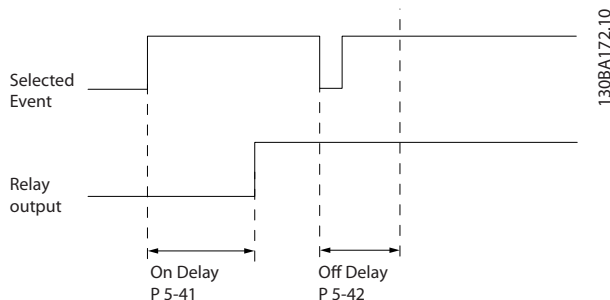 130BA172.10
Selected
Event
Relay
output
On Delay
P 5-41
Off Delay
P 5-42